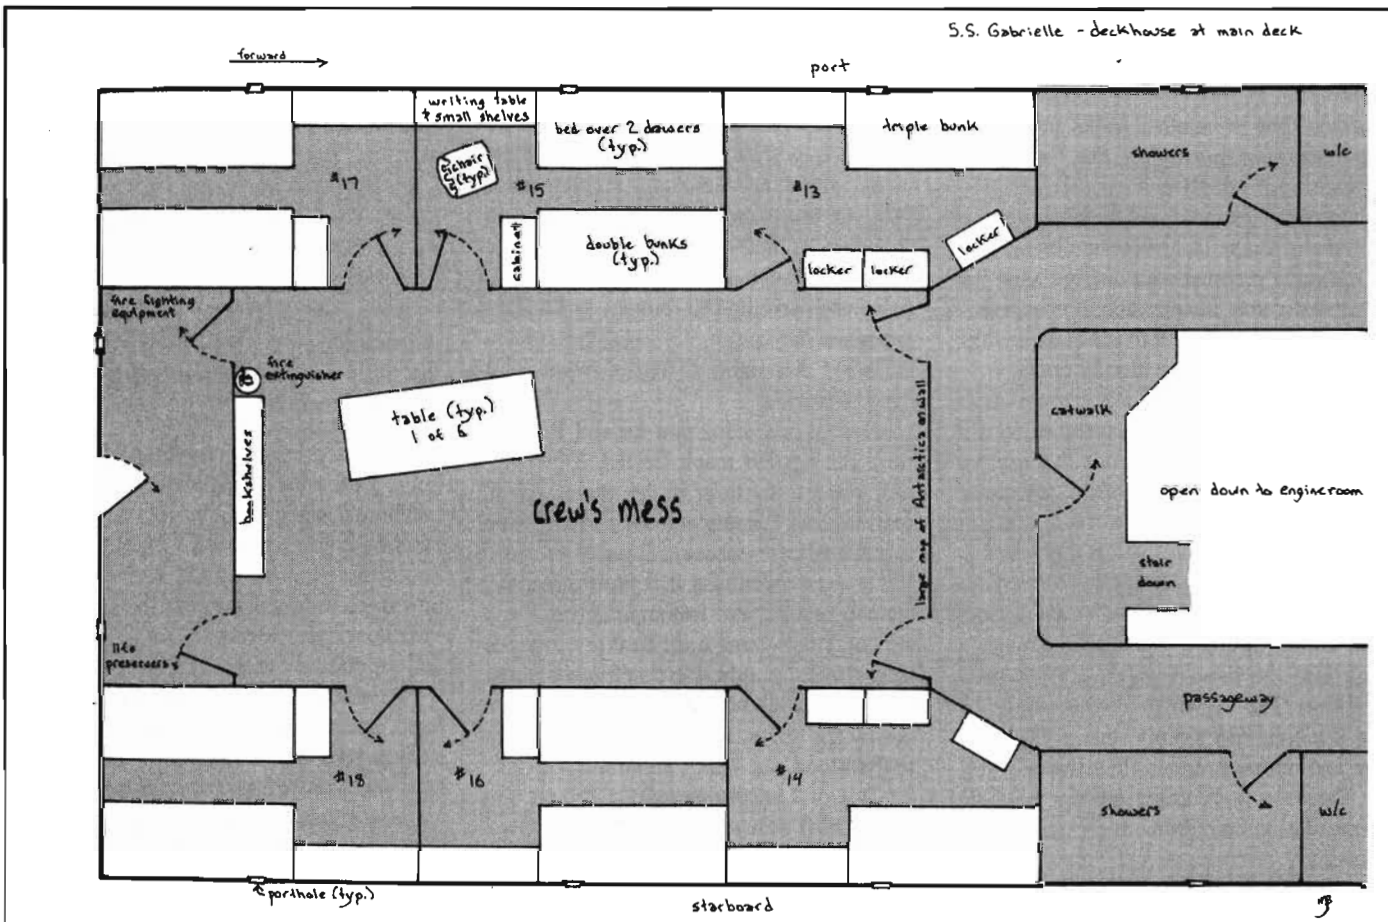 S.S. Gabrielle - deckhouse at main deck
forward
port
writing table
+ small shelves
bed over 2 drawers
(typ.)
triple bunk
showers
w/c
chair
(typ.)
#17
#15
#13
cabinet
double bunks
(typ.)
locker
locker
locker
fire fighting
equipment
fire
extinguisher
bookshelves
table (typ.)
1 of 6
crew's mess
large map of Antarctica on wall
catwalk
open down to engineroom
stair
down
life
preservers
passageway
#18
#16
#14
showers
w/c
porthole (typ.)
starboard